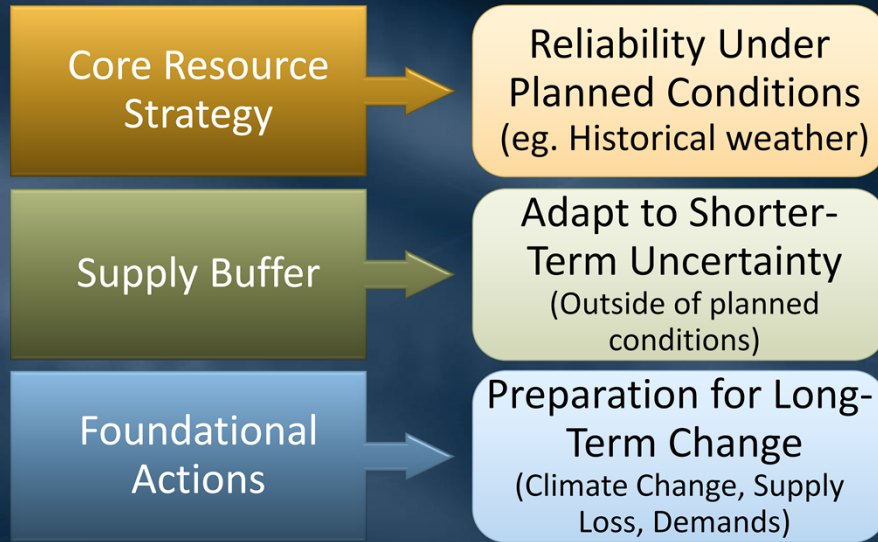 Core Resource
Strategy
Reliability Under
Planned Conditions
(eg. Historical weather)
Supply Buffer
Adapt to Shorter-
Term Uncertainty
(Outside of planned
conditions)
Foundational
Actions
Preparation for Long-
Term Change
(Climate Change, Supply
Loss, Demands)